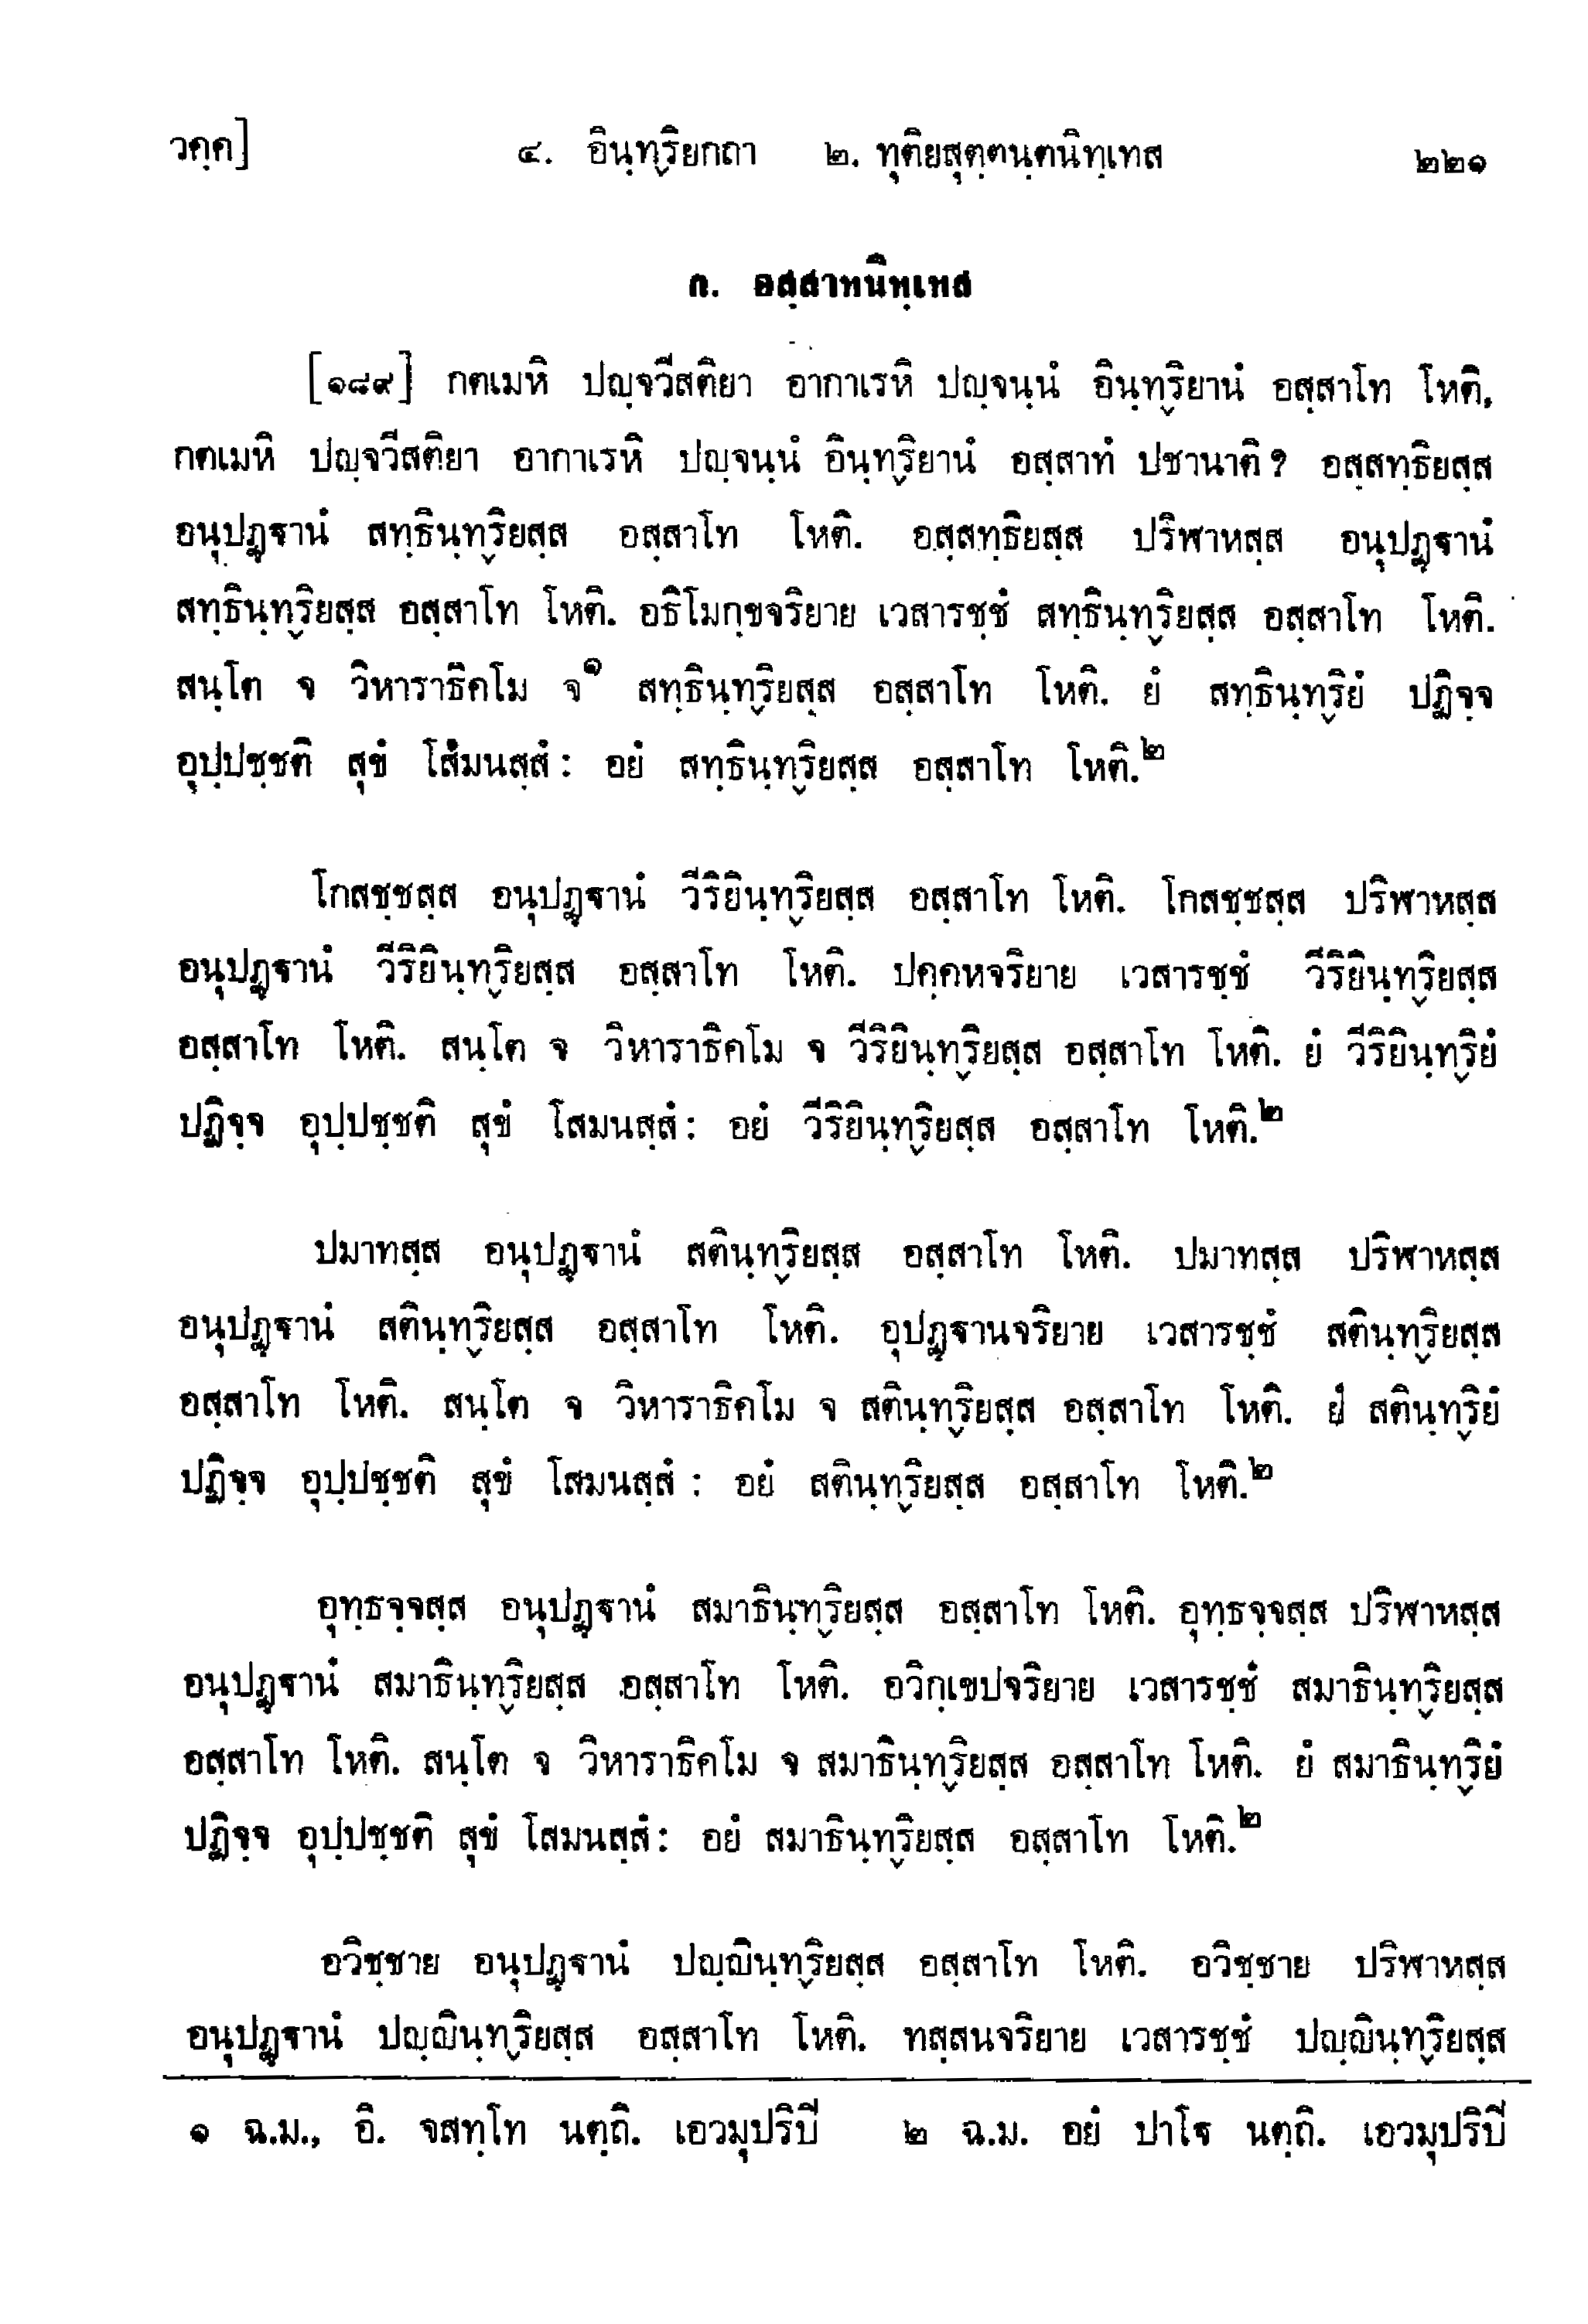 วคฺค]
๔. อินฺทฺริยกถา ๒. ทุติยสุตฺตนฺตนิทฺเทส
๒๒๑
ก. อสฺสาทนิทฺเทส
[๑๘๙] กตเมหิ ปญฺจวีสติยา อากาเรหิ ปญฺจนฺนํ อินฺทฺริยานํ อสฺสาโท โหติ,
กตเมหิ ปญฺจวีสติยา อากาเรหิ ปญฺจนฺนํ อินฺทฺริยานํ อสฺสาทํ ปชานาติ? อสฺสทฺธิยสฺส
อนุปฏฺฐานํ สทฺธินฺทฺริยสฺส อสฺสาโท โหติ. อสฺสทฺธิยสฺส ปริฬาหสฺส อนุปฏฺฐานํ
สทฺธินฺทฺริยสฺส อสฺสาโท โหติ. อธิโมกฺขจริยาย เวสารชฺชํ สทฺธินฺทฺริยสฺส อสฺสาโท โหติ.
สนฺโต จ วิหาราธิคโม จ๑ สทฺธินฺทฺริยสฺส อสฺสาโท โหติ. ยํ สทฺธินฺทฺริยํ ปฏิจฺจ
อุปฺปชฺชติ สุขํ โสมนสฺสํ: อยํ สทฺธินฺทฺริยสฺส อสฺสาโท โหติ.๒
โกสชฺชสฺส อนุปฏฺฐานํ วีริยินฺทฺริยสฺส อสฺสาโท โหติ. โกสชฺชสฺส ปริฬาหสฺส
อนุปฏฺฐานํ วีริยินฺทฺริยสฺส อสฺสาโท โหติ. ปคฺคหจริยาย เวสารชฺชํ วีริยินฺทฺริยสฺส
อสฺสาโท โหติ. สนฺโต จ วิหาราธิคโม จ วีริยินฺทฺริยสฺส อสฺสาโท โหติ. ยํ วีริยินฺทฺริยํ
ปฏิจฺจ อุปฺปชฺชติ สุขํ โสมนสฺสํ: อยํ วีริยินฺทฺริยสฺส อสฺสาโท โหติ.๒
ปมาทสฺส อนุปฏฺฐานํ สตินฺทฺริยสฺส อสฺสาโท โหติ. ปมาทสฺส ปริฬาหสฺส
อนุปฏฺฐานํ สตินฺทฺริยสฺส อสฺสาโท โหติ. อุปฏฺฐานจริยาย เวสารชฺชํ สตินฺทฺริยสฺส
อสฺสาโท โหติ. สนฺโต จ วิหาราธิคโม จ สตินฺทฺริยสฺส อสฺสาโท โหติ. ยํ สตินฺทฺริยํ
ปฏิจฺจ อุปฺปชฺชติ สุขํ โสมนสฺสํ : อยํ สตินฺทฺริยสฺส อสฺสาโท โหติ.๒
อุทฺธจฺจสฺส อนุปฏฺฐานํ สมาธินฺทฺริยสฺส อสฺสาโท โหติ. อุทฺธจฺจสฺส ปริฬาหสฺส
อนุปฏฺฐานํ สมาธินฺทฺริยสฺส อสฺสาโท โหติ. อวิกฺเขปจริยาย เวสารชฺชํ สมาธินฺทฺริยสฺส
อสฺสาโท โหติ. สนฺโต จ วิหาราธิคโม จ สมาธินฺทฺริยสฺส อสฺสาโท โหติ. ยํ สมาธินฺทฺริยํ
ปฏิจฺจ อุปฺปชฺชติ สุขํ โสมนสฺสํ: อยํ สมาธินฺทฺริยสฺส อสฺสาโท โหติ.๒
อวิชฺชาย อนุปฏฺฐานํ ปญฺญินฺทฺริยสฺส อสฺสาโท โหติ. อวิชฺชาย ปริฬาหสฺส
อนุปฏฺฐานํ ปญฺญินฺทฺริยสฺส อสฺสาโท โหติ. ทสฺสนจริยาย เวสารชฺชํ ปญฺญินฺทฺริยสฺส
๑ ฉ.ม., อิ. จสทฺโท นตฺถิ. เอวมุปริปิ ๒ ฉ.ม. อยํ ปาโฐ นตฺถิ. เอวมุปริปิ